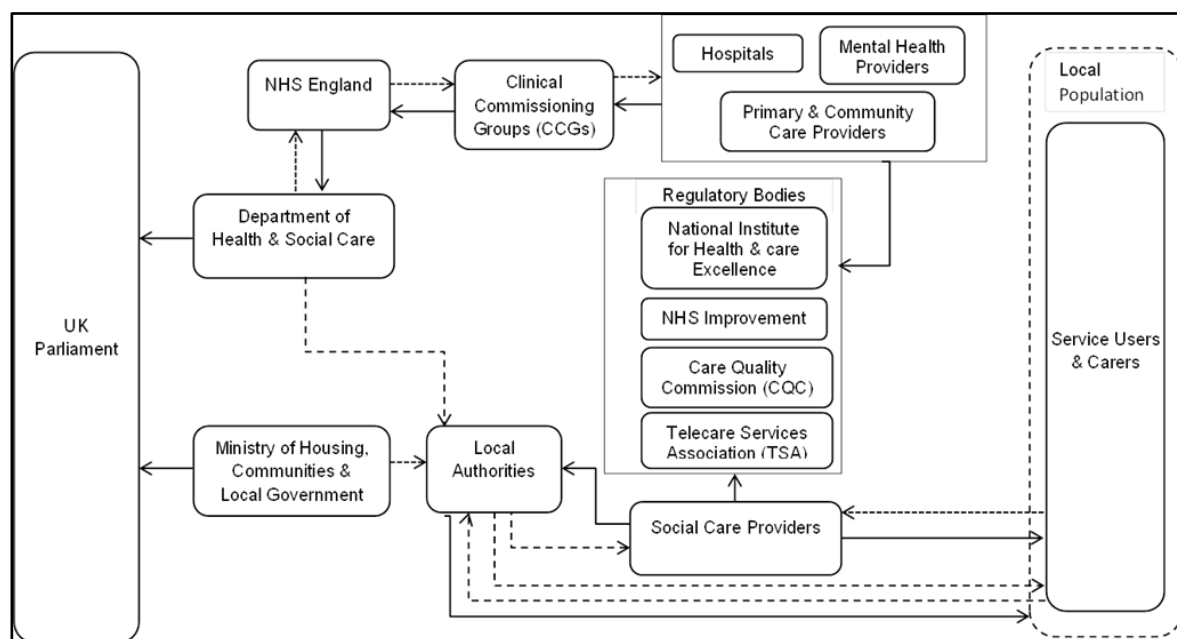 Hospitals
Mental Health
Providers
Primary & Community
Care Providers
NHS England
Clinical
Commissioning
Groups (CCGs)
Local
Population
Department of
Health & Social Care
Regulatory Bodies
National Institute
for Health & care
Excellence
NHS Improvement
Care Quality
Commission (CQC)
Telecare Services
Association (TSA)
UK
Parliament
Service Users
& Carers
Ministry of Housing,
Communities &
Local Government
Local
Authorities
Social Care Providers